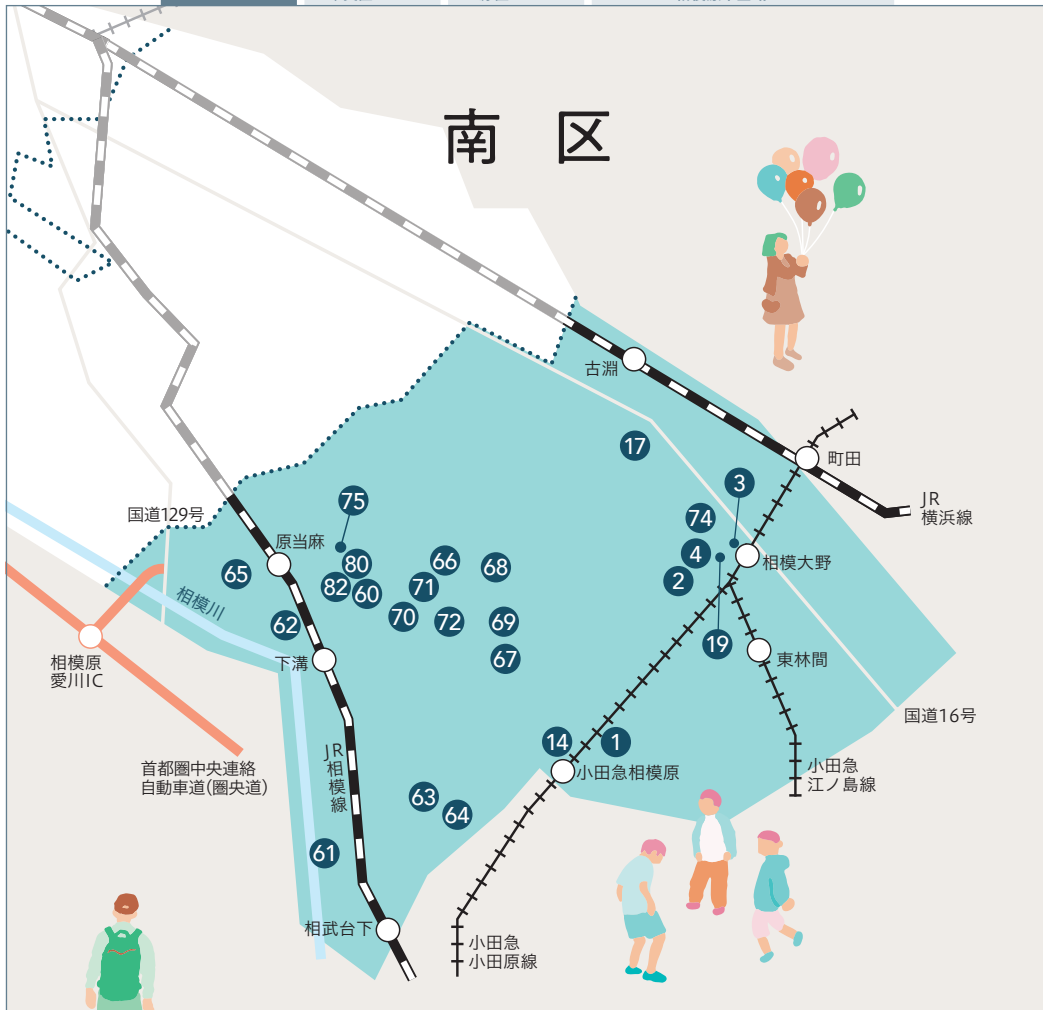 南 区
古淵
町田
JR
横浜線
17
3
74
4
2
相模大野
19
東林間
国道16号
小田急
江ノ島線
国道129号
75
原当麻
65
80
82
60
66
71
68
70
72
69
67
62
相模川
下溝
相模原
愛川IC
首都圏中央連絡
自動車道(圏央道)
JR相模線
14
1
小田急相模原
63
64
61
相武台下
小田急
小田原線